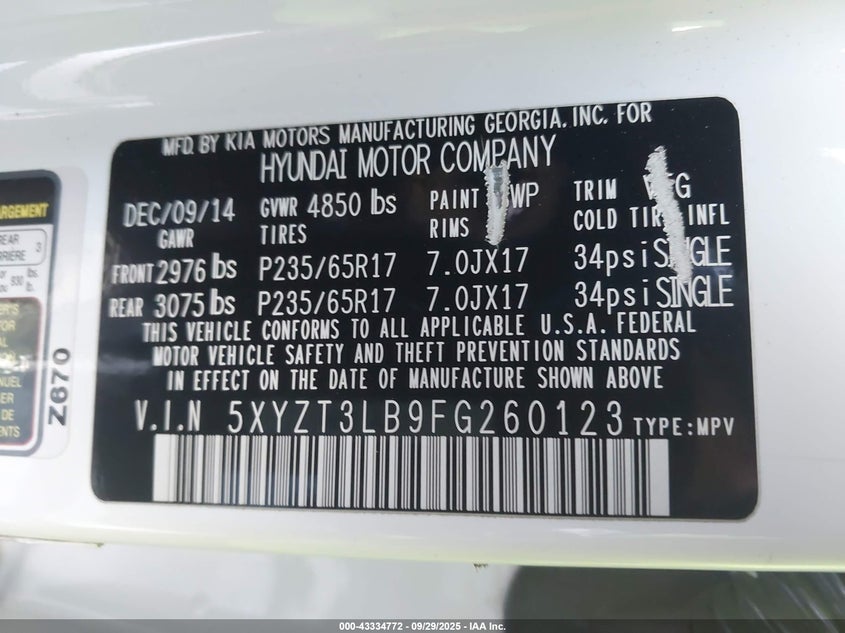 MFD. BY KIA MOTORS MANUFACTURING GEORGIA, INC. FOR
HYUNDAI MOTOR COMPANY
DEC/09/14 GVWR 4850 lbs PAINT WP TRIM
GAWR TIRES RIMS COLD TIRE INFL
FRONT 2976 lbs P235/65R17 7.0JX17 34psi SINGLE
REAR 3075 lbs P235/65R17 7.0JX17 34psi SINGLE
THIS VEHICLE CONFORMS TO ALL APPLICABLE U.S.A. FEDERAL
MOTOR VEHICLE SAFETY AND THEFT PREVENTION STANDARDS
IN EFFECT ON THE DATE OF MANUFACTURE SHOWN ABOVE
V.I.N 5XYZT3LB9FG260123 TYPE:MPV
REAR
3
lbs.
Z670
000-43334772 - 09/29/2025 - IAA Inc.